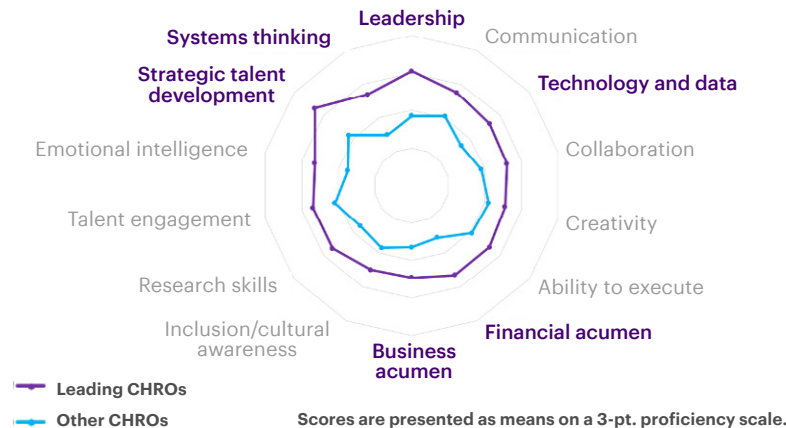 Leadership
Communication
Systems thinking
Strategic talent
development
Technology and data
Emotional intelligence
Collaboration
Talent engagement
Creativity
Research skills
Ability to execute
Inclusion/cultural
awareness
Financial acumen
Business
acumen
Leading CHROs
Other CHROs
Scores are presented as means on a 3-pt. proficiency scale.